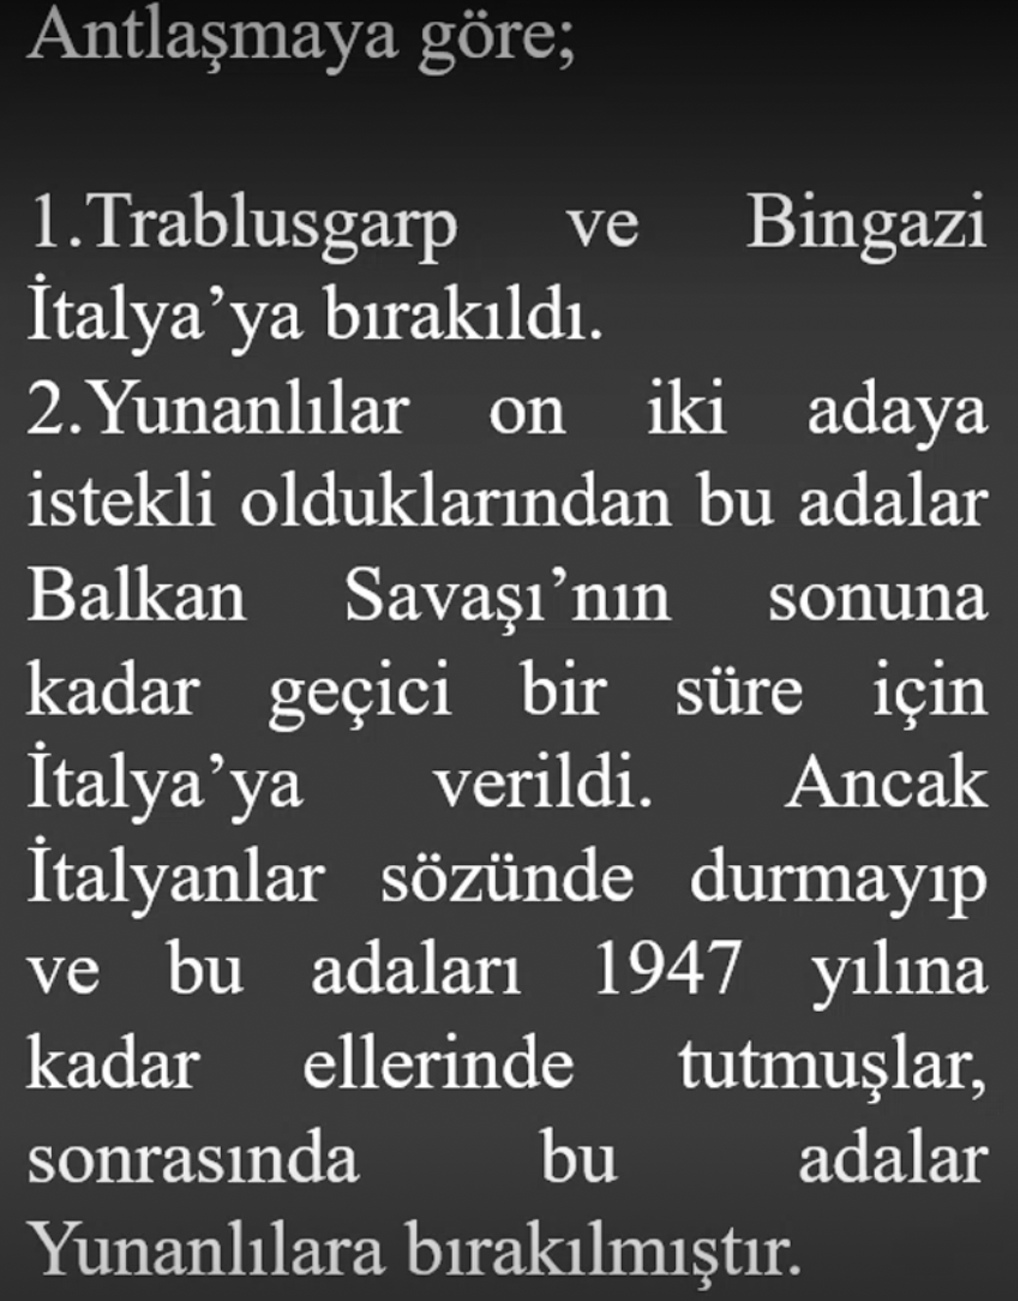 Antlaşmaya göre;
1.Trablusgarp ve Bingazi
İtalya’ya bırakıldı.
2.Yunanlılar on iki adaya
istekli olduklarından bu adalar
Balkan Savaşı’nın sonuna
kadar geçici bir süre için
İtalya’ya verildi. Ancak
İtalyanlar sözünde durmayıp
ve bu adaları 1947 yılına
kadar ellerinde tutmuşlar,
sonrasında bu adalar
Yunanlılara bırakılmıştır.